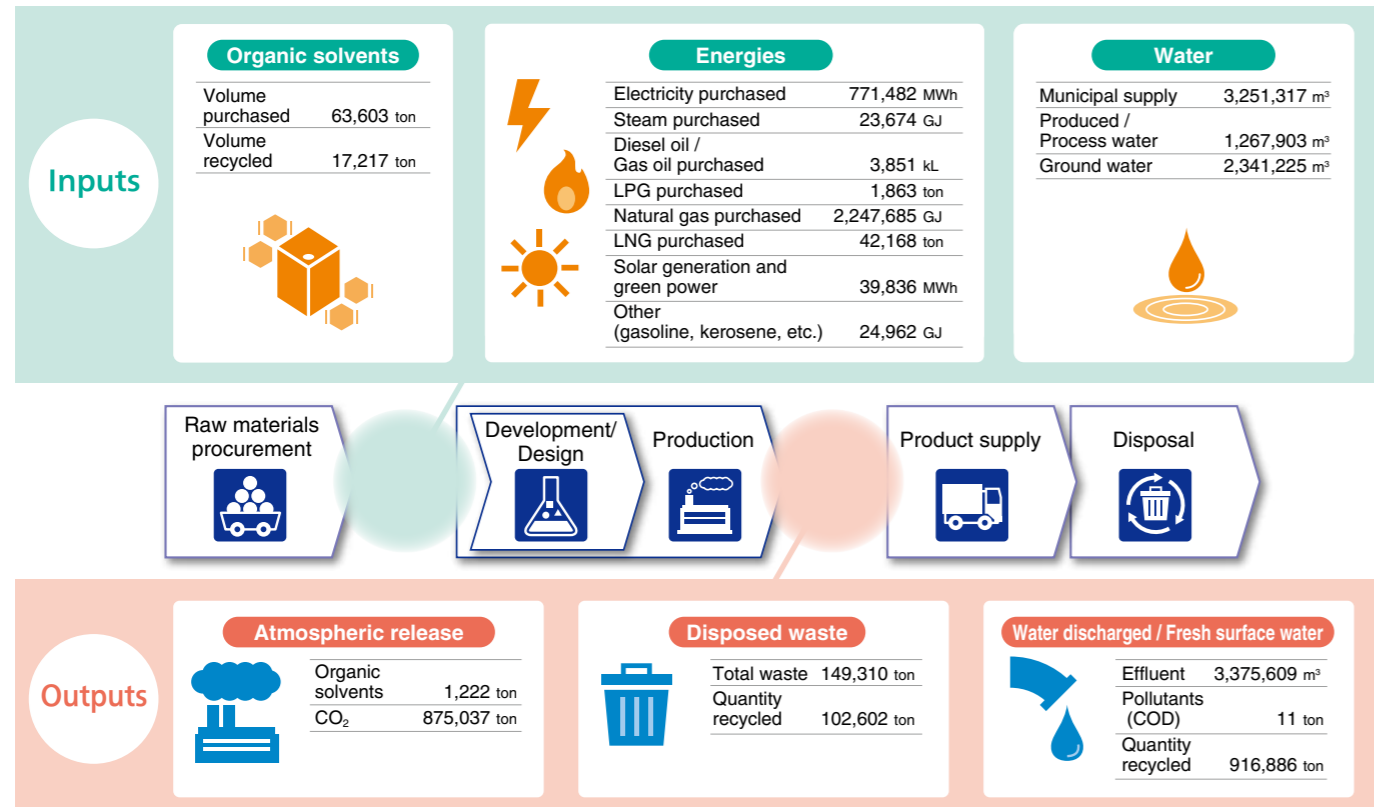 Inputs
Organic solvents
Volume
purchased 63,603 ton
Volume
recycled 17,217 ton
Energies
Electricity purchased 771,482 MWh
Steam purchased 23,674 GJ
Diesel oil /
Gas oil purchased 3,851 kL
LPG purchased 1,863 ton
Natural gas purchased 2,247,685 GJ
LNG purchased 42,168 ton
Solar generation and
green power 39,836 MWh
Other
(gasoline, kerosene, etc.) 24,962 GJ
Water
Municipal supply 3,251,317 m³
Produced /
Process water 1,267,903 m³
Ground water 2,341,225 m³
Raw materials
procurement
Development/
Design
Production
Product supply
Disposal
Outputs
Atmospheric release
Organic
solvents 1,222 ton
CO₂ 875,037 ton
Disposed waste
Total waste 149,310 ton
Quantity
recycled 102,602 ton
Water discharged / Fresh surface water
Effluent 3,375,609 m³
Pollutants
(COD) 11 ton
Quantity
recycled 916,886 ton